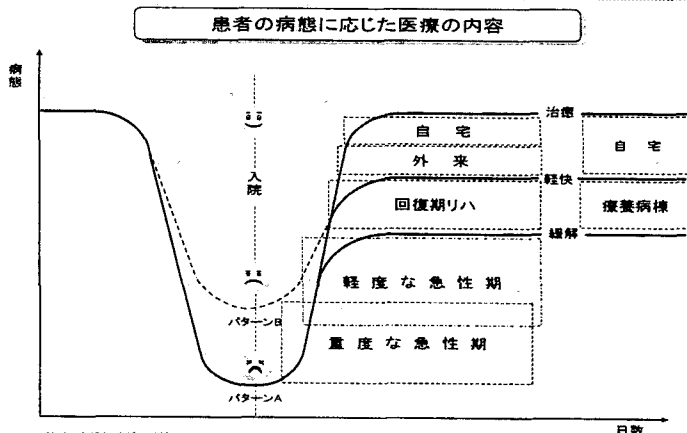 患者の病態に応じた医療の内容
病態
治癒
自宅
自宅
外来
入院
軽快
回復期リハ
療養病棟
緩解
軽度な急性期
パターンB
重度な急性期
パターンA
日数